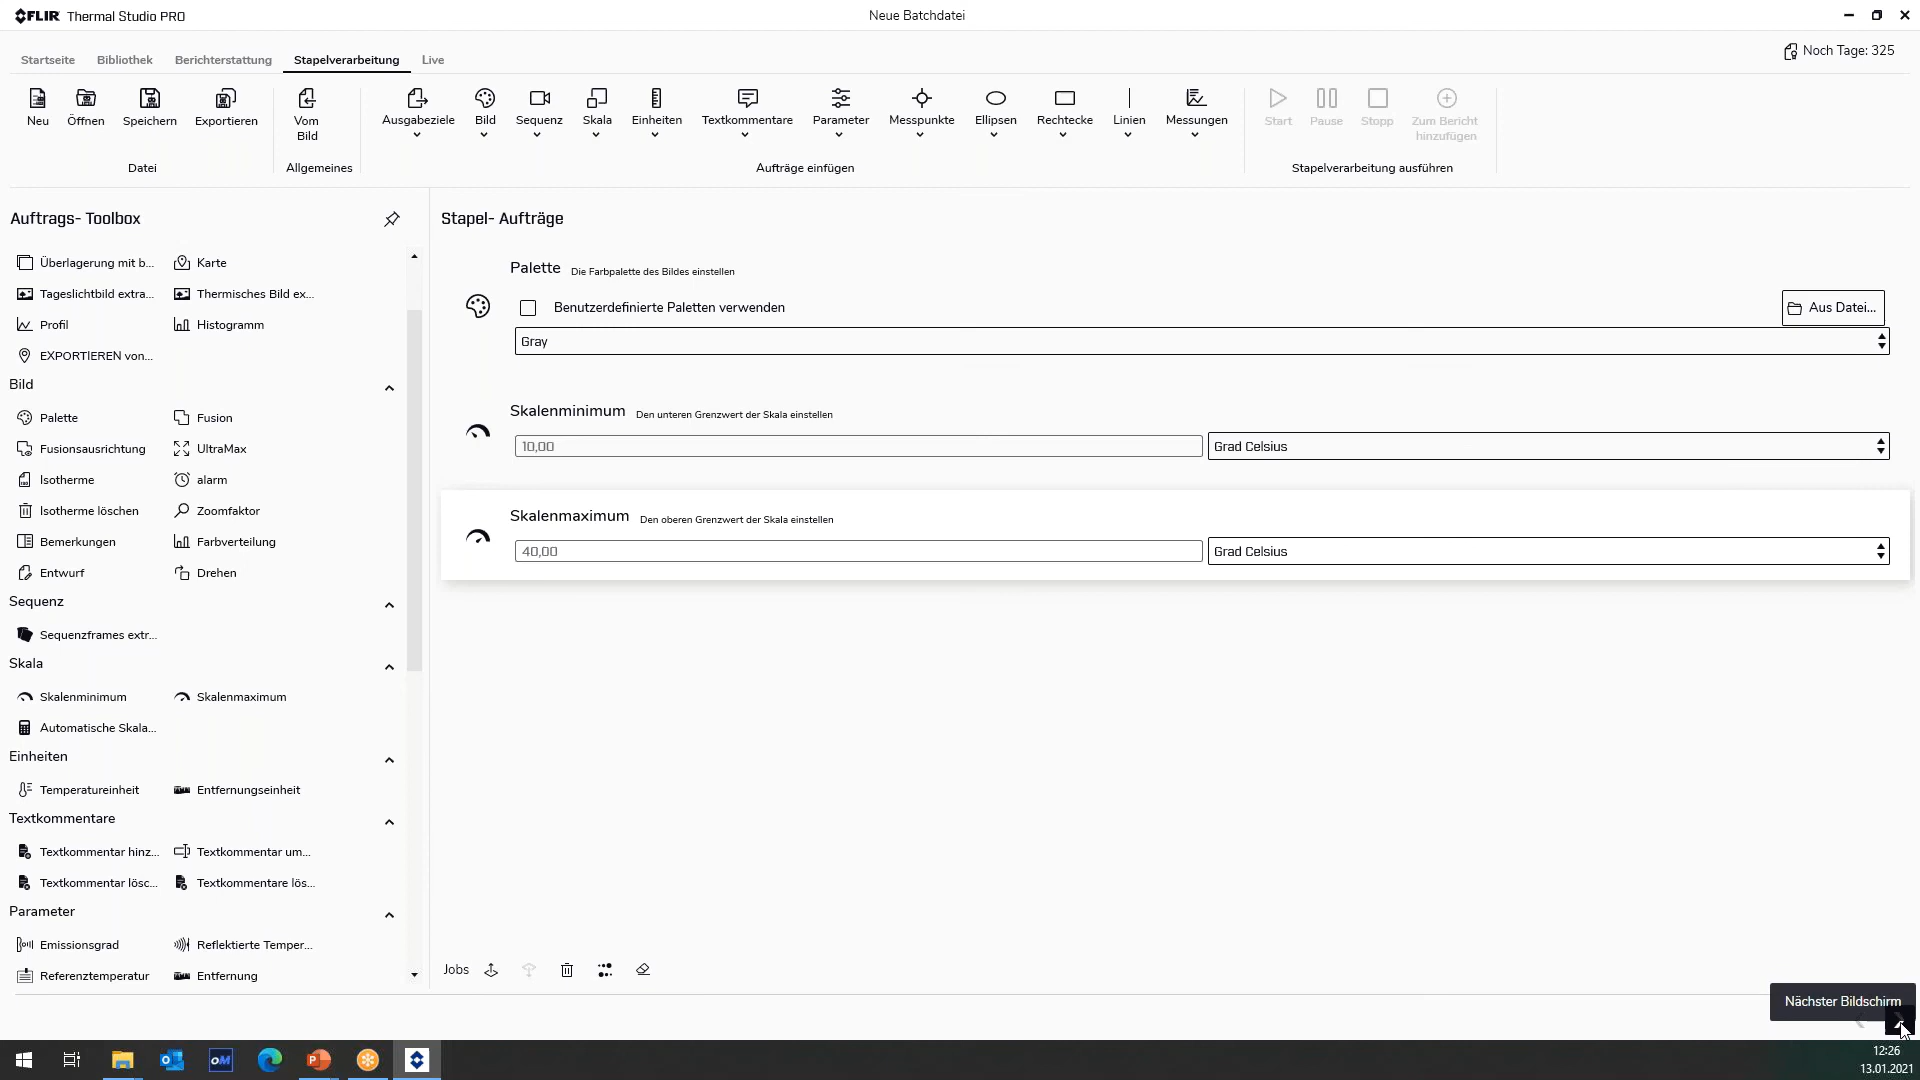 FLIR Thermal Studio PRO
Neue Batchdatei
Noch Tage: 325
Startseite Bibliothek Berichterstattung Stapelverarbeitung Live
Neu Öffnen Speichern Exportieren
Datei
Vom
Bild
Allgemeines
Ausgabeziele Bild Sequenz Skala Einheiten Textkommentare Parameter Messpunkte Ellipsen Rechtecke Linien Messungen
Aufträge einfügen
Start Pause Stopp Zum Bericht
hinzufügen
Stapelverarbeitung ausführen
Auftrags- Toolbox
Überlagerung mit b... Karte
Tageslichtbild extra... Thermisches Bild ex...
Profil Histogramm
EXPORTIEREN von...
Bild
Palette Fusion
Fusionsausrichtung UltraMax
Isotherme alarm
Isotherme löschen Zoomfaktor
Bemerkungen Farbverteilung
Entwurf Drehen
Sequenz
Sequenzframes extr...
Skala
Skalenminimum Skalenmaximum
Automatische Skala...
Einheiten
Temperatureinheit Entfernungseinheit
Textkommentare
Textkommentar hinz... Textkommentar um...
Textkommentar lösc... Textkommentare lös...
Parameter
Emissionsgrad Reflektierte Temper...
Referenztemperatur Entfernung
Stapel- Aufträge
Palette Die Farbpalette des Bildes einstellen
Benutzerdefinierte Paletten verwenden Aus Datei...
Gray
Skalenminimum Den unteren Grenzwert der Skala einstellen
10,00 Grad Celsius
Skalenmaximum Den oberen Grenzwert der Skala einstellen
40,00 Grad Celsius
Jobs
Nächster Bildschirm
oM
P
12:26
13.01.2021